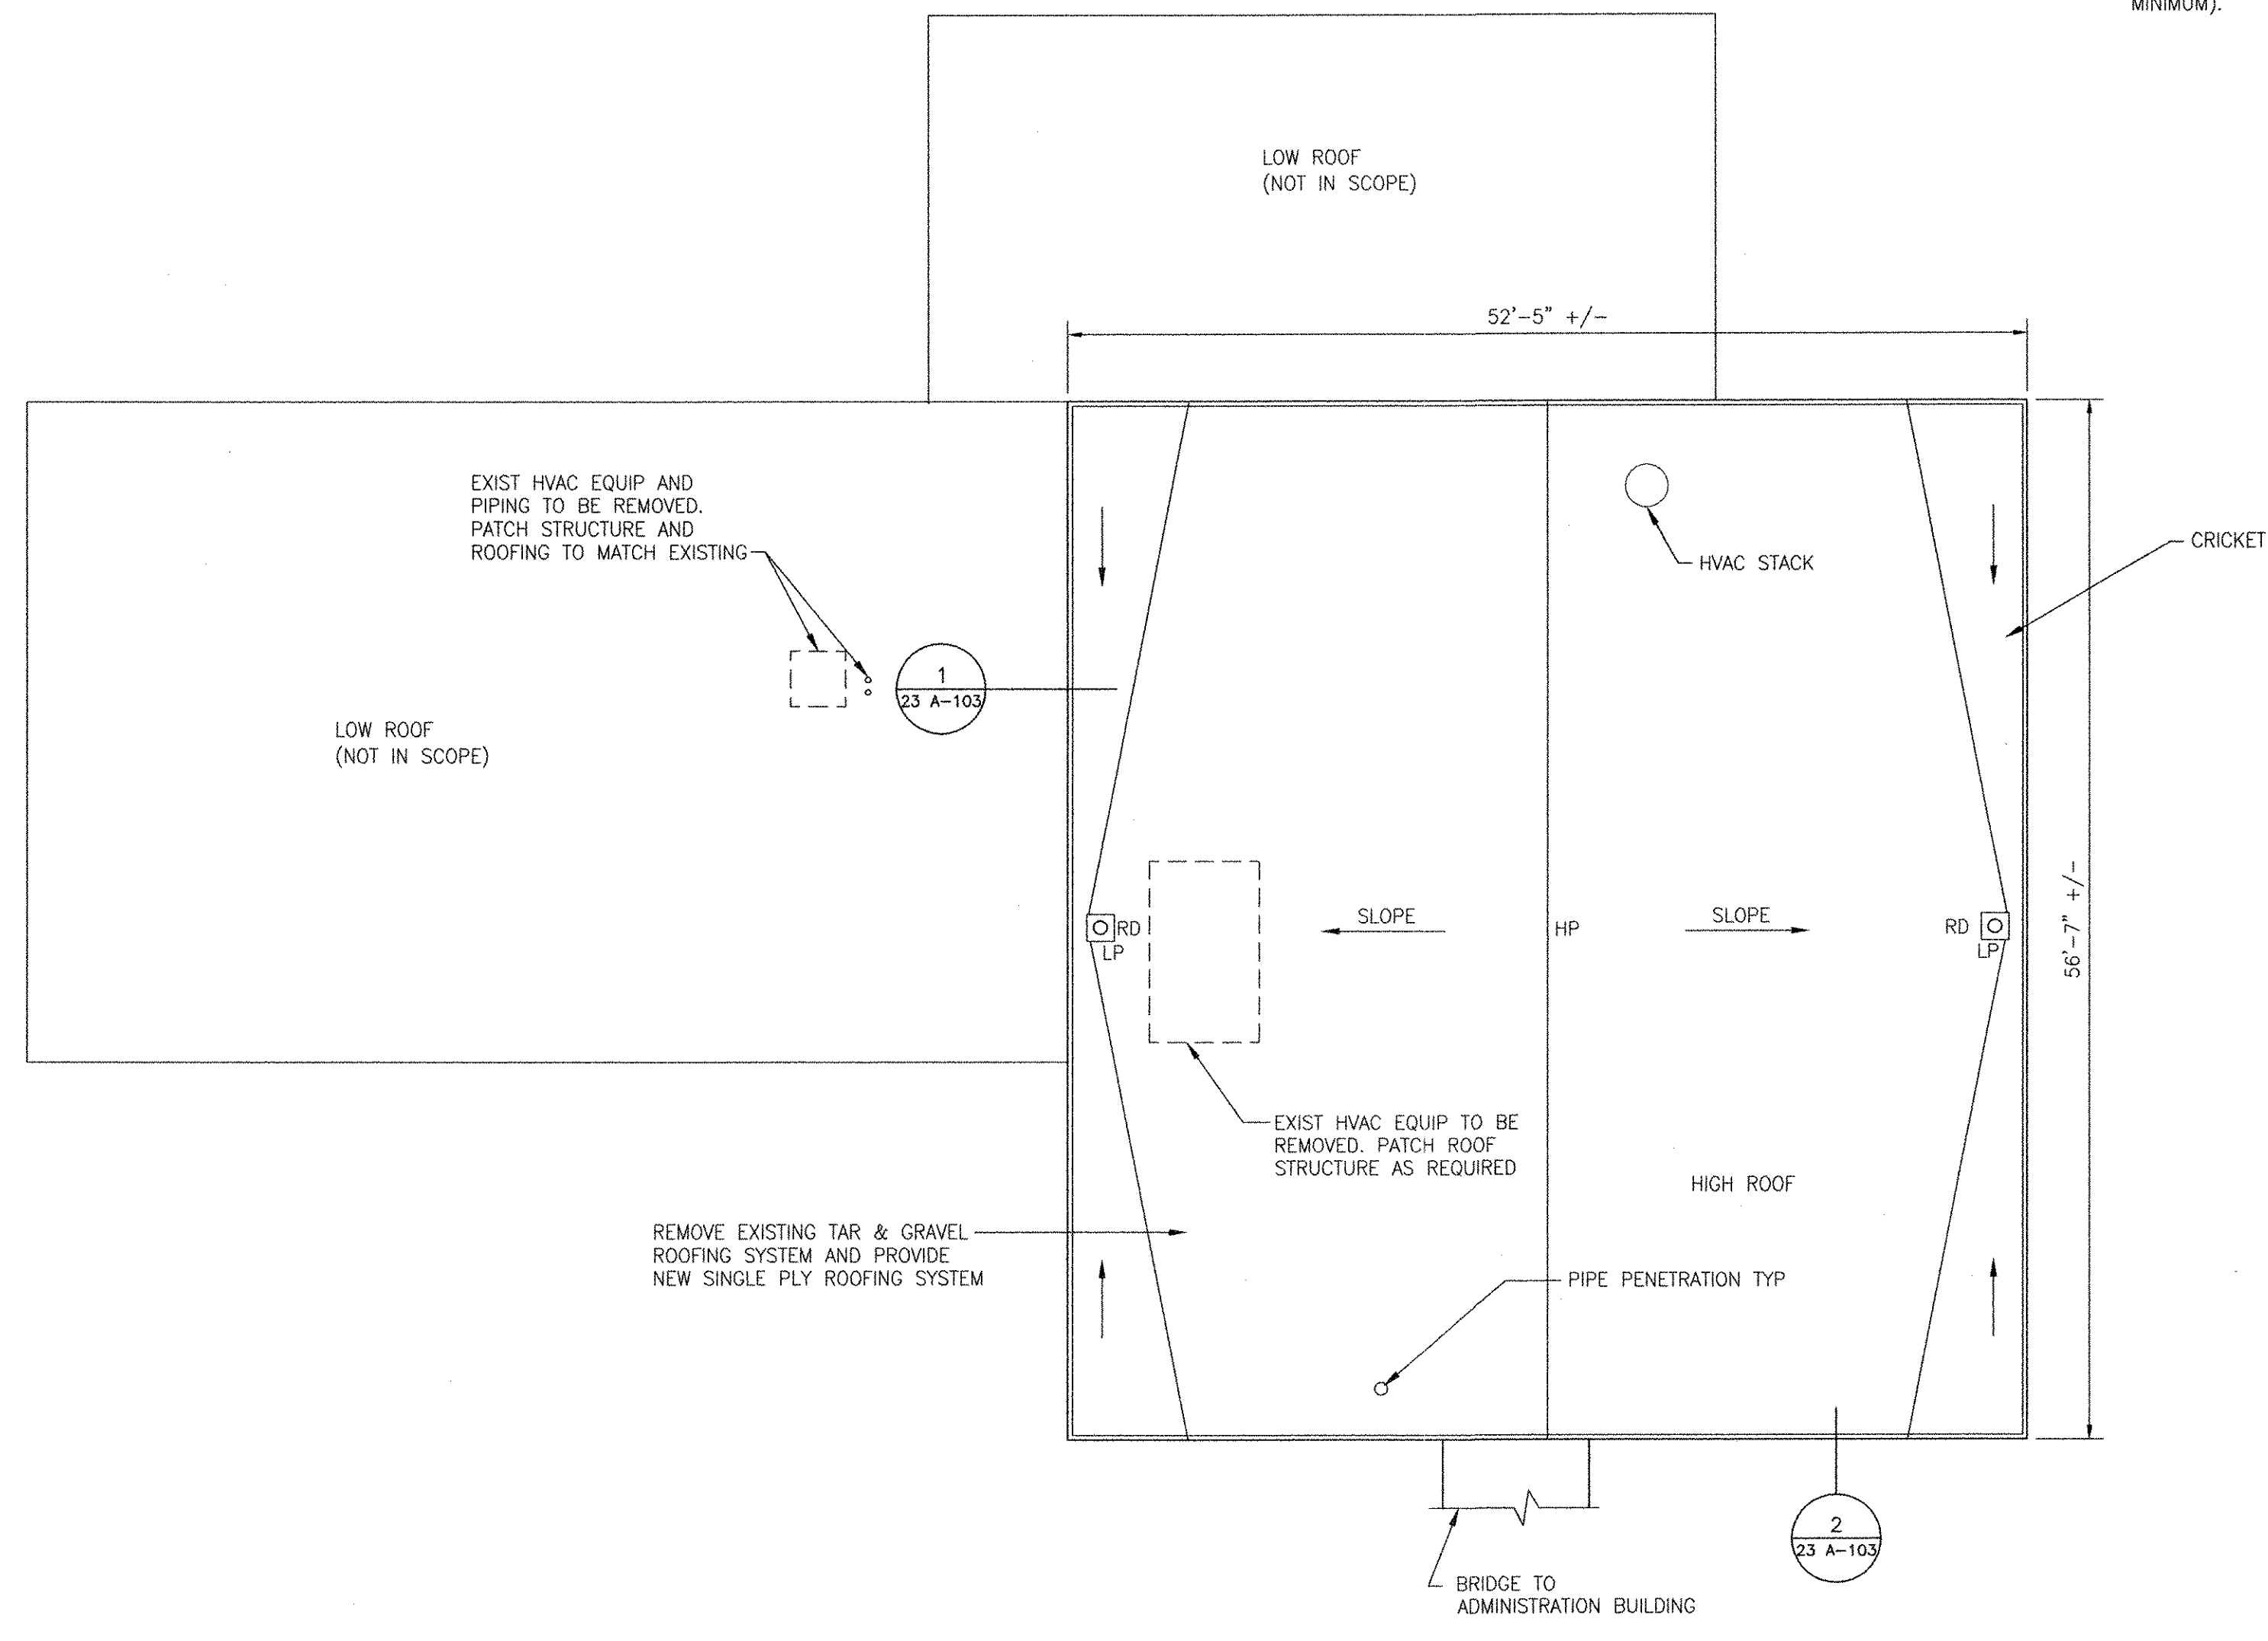 MINIMUM).
LOW ROOF
(NOT IN SCOPE)
52'-5" +/-
EXIST HVAC EQUIP AND
PIPING TO BE REMOVED.
PATCH STRUCTURE AND
ROOFING TO MATCH EXISTING
HVAC STACK
CRICKET
1
23 A-103
LOW ROOF
(NOT IN SCOPE)
RD
LP
SLOPE
HP
SLOPE
RD
LP
56'-7" +/-
EXIST HVAC EQUIP TO BE
REMOVED. PATCH ROOF
STRUCTURE AS REQUIRED
HIGH ROOF
REMOVE EXISTING TAR & GRAVEL
ROOFING SYSTEM AND PROVIDE
NEW SINGLE PLY ROOFING SYSTEM
PIPE PENETRATION TYP
2
23 A-103
BRIDGE TO
ADMINISTRATION BUILDING